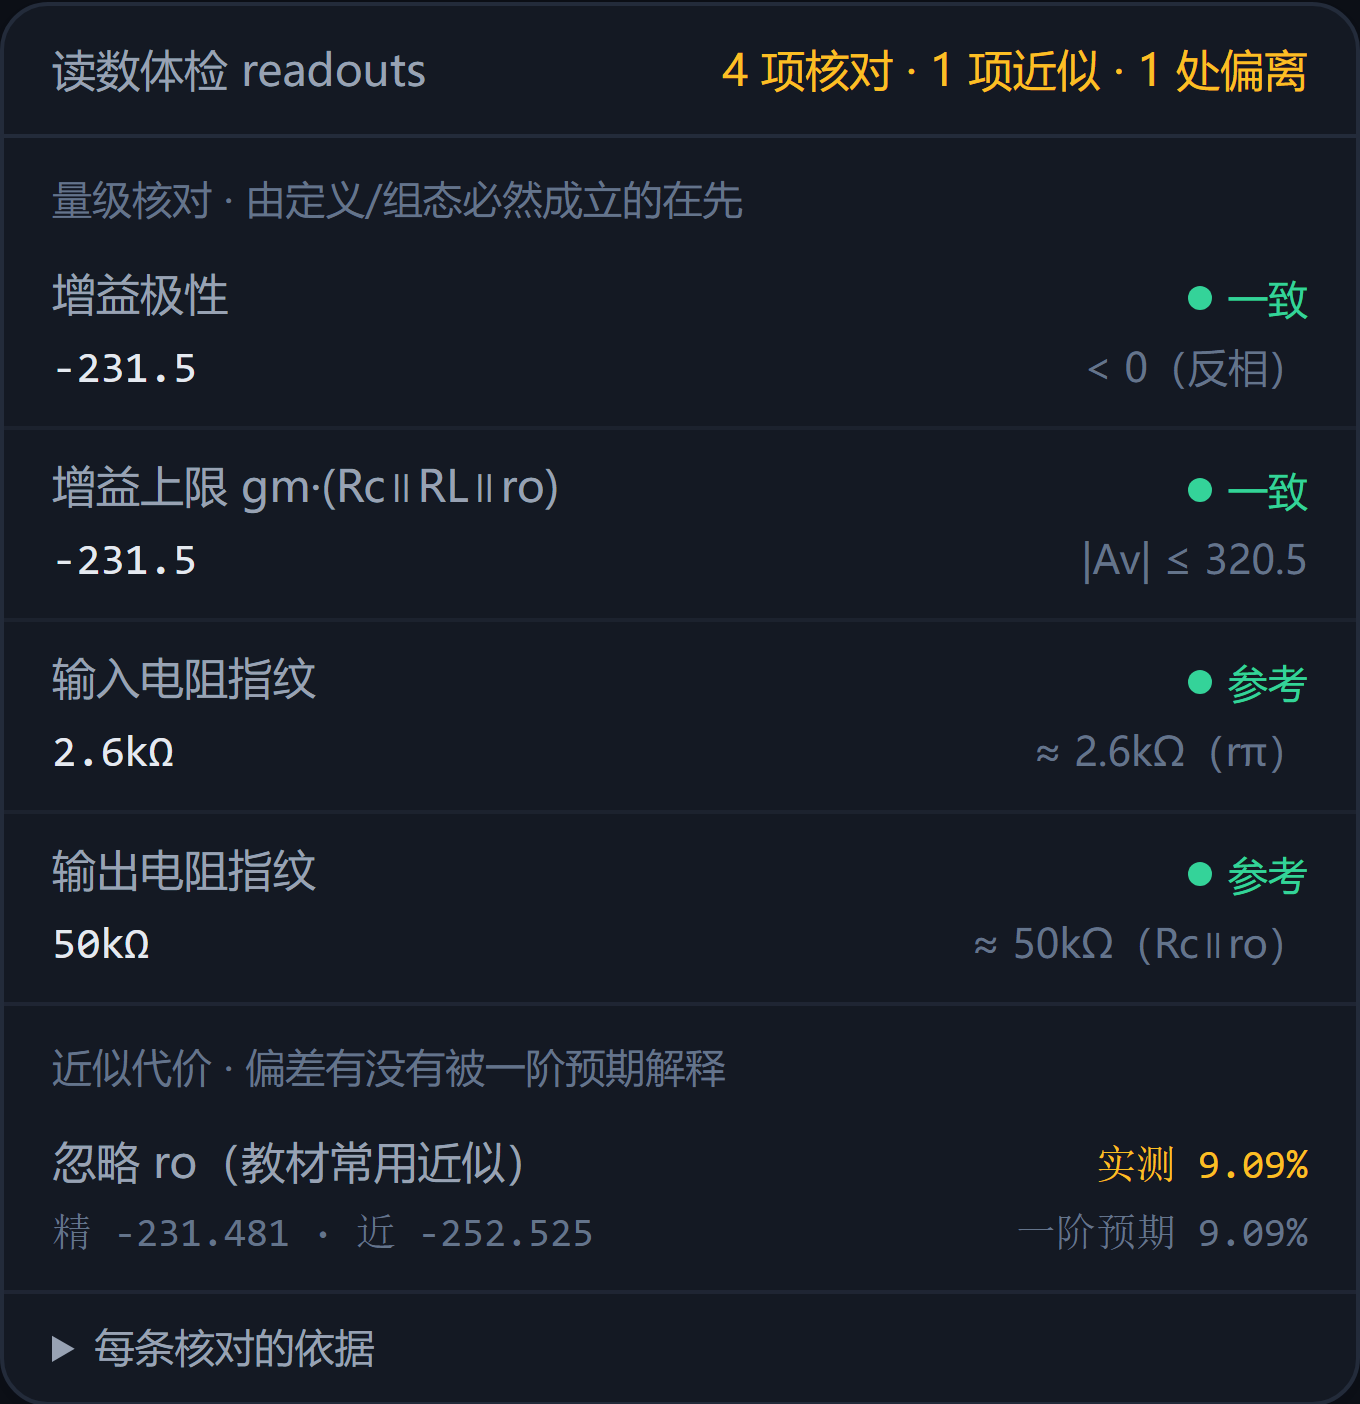 读数体检 readouts
4 项核对 · 1 项近似 · 1 处偏离
量级核对 · 由定义/组态必然成立的在先
增益极性
一致
-231.5
< 0（反相）
增益上限 gm·(Rc∥RL∥ro)
一致
-231.5
|Av| ≤ 320.5
输入电阻指纹
参考
2.6kΩ
≈ 2.6kΩ（rπ）
输出电阻指纹
参考
50kΩ
≈ 50kΩ（Rc∥ro）
近似代价 · 偏差有没有被一阶预期解释
忽略 ro（教材常用近似）
实测 9.09%
精 -231.481 · 近 -252.525
一阶预期 9.09%
▶ 每条核对的依据